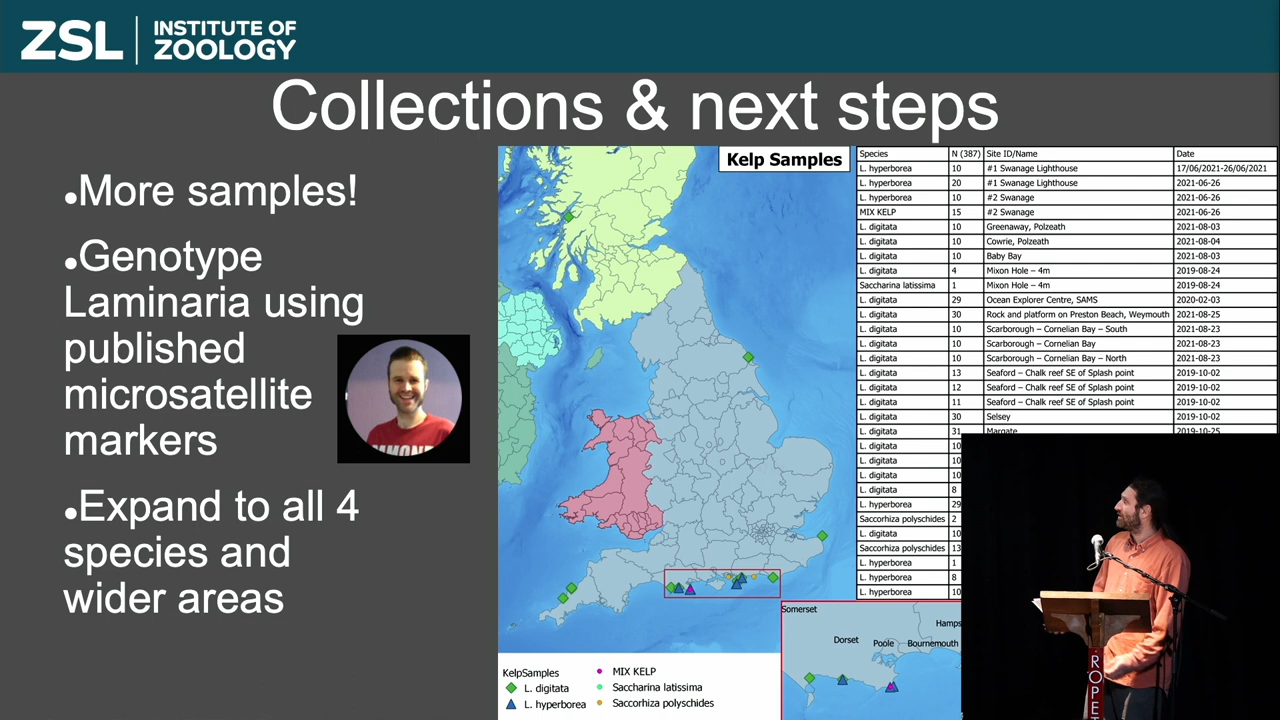 ZSL
INSTITUTE OF
ZOOLOGY
Collections & next steps
●More samples!
●Genotype
Laminaria using
published
microsatellite
markers
●Expand to all 4
species and
wider areas
Kelp Samples
Species N (387) Site ID/Name Date
L. hyperborea 10 #1 Swanage Lighthouse 17/06/2021-26/06/2021
L. hyperborea 20 #1 Swanage Lighthouse 2021-06-26
L. hyperborea 10 #2 Swanage 2021-06-26
MIX KELP 15 #2 Swanage 2021-06-26
L. digitata 10 Greenaway, Polzeath 2021-08-03
L. digitata 10 Cowrie, Polzeath 2021-08-04
L. digitata 10 Baby Bay 2021-08-03
L. digitata 4 Mixon Hole – 4m 2019-08-24
Saccharina latissima 1 Mixon Hole – 4m 2019-08-24
L. digitata 29 Ocean Explorer Centre, SAMS 2020-02-03
L. digitata 30 Rock and platform on Preston Beach, Weymouth 2021-08-25
L. digitata 10 Scarborough – Cornelian Bay – South 2021-08-23
L. digitata 10 Scarborough – Cornelian Bay 2021-08-23
L. digitata 10 Scarborough – Cornelian Bay – North 2021-08-23
L. digitata 13 Seaford – Chalk reef SE of Splash point 2019-10-02
L. digitata 12 Seaford – Chalk reef SE of Splash point 2019-10-02
L. digitata 11 Seaford – Chalk reef SE of Splash point 2019-10-02
L. digitata 30 Selsey 2019-10-02
L. digitata 31 Margate 2019-10-25
L. digitata 10
L. digitata 10
L. digitata 10
L. digitata 8
L. hyperborea 29
Saccorhiza polyschides 2
L. digitata 10
Saccorhiza polyschides 13
L. hyperborea 1
L. hyperborea 8
L. hyperborea 10
Somerset
Hamps
Dorset
Poole
Bournemouth
KelpSamples
L. digitata
L. hyperborea
MIX KELP
Saccharina latissima
Saccorhiza polyschides
ROPET